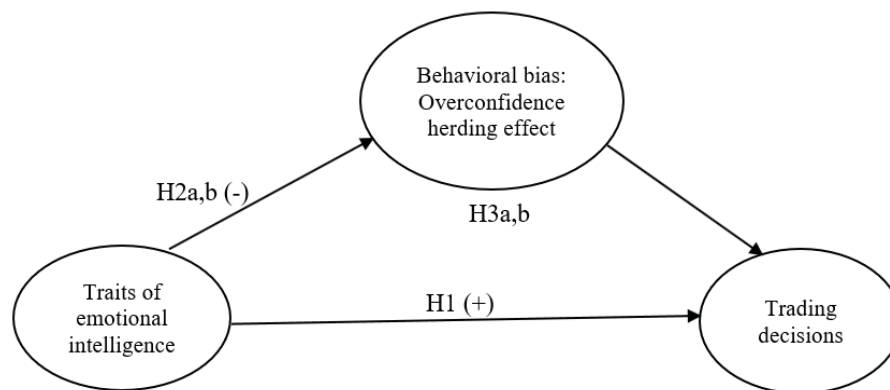 Behavioral bias:
Overconfidence
herding effect
H2a,b (-)
H3a,b
Traits of
emotional
intelligence
H1 (+)
Trading
decisions